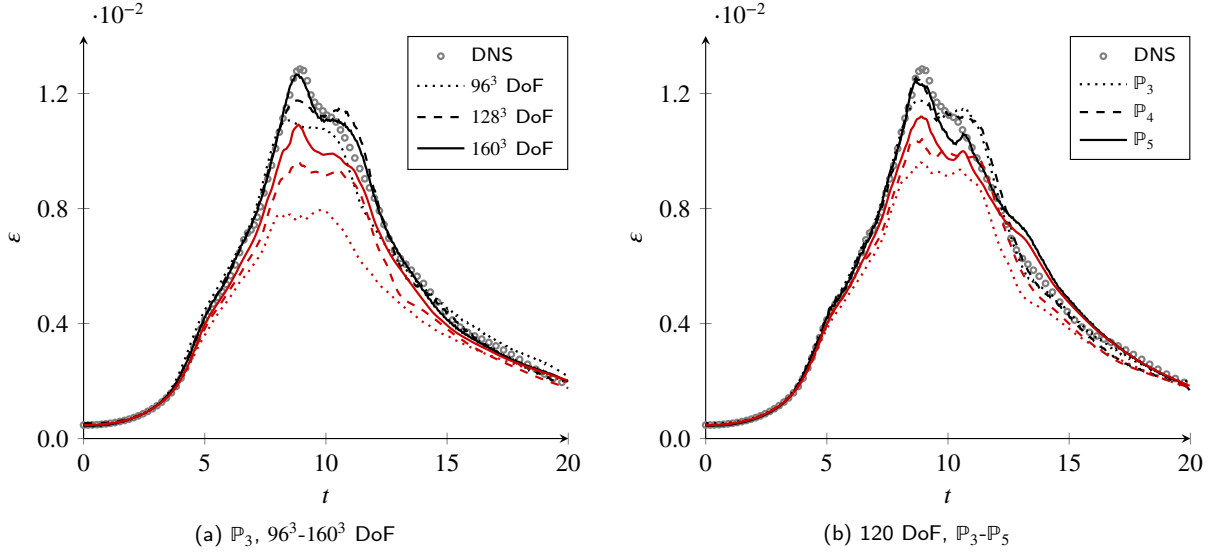 ·10⁻²
1.2
0.8
0.4
0.0
ε
0
5
10
15
20
t
DNS
96³ DoF
128³ DoF
160³ DoF
(a) ℙ₃, 96³-160³ DoF
·10⁻²
1.2
0.8
0.4
0.0
ε
0
5
10
15
20
t
DNS
ℙ₃
ℙ₄
ℙ₅
(b) 120 DoF, ℙ₃-ℙ₅